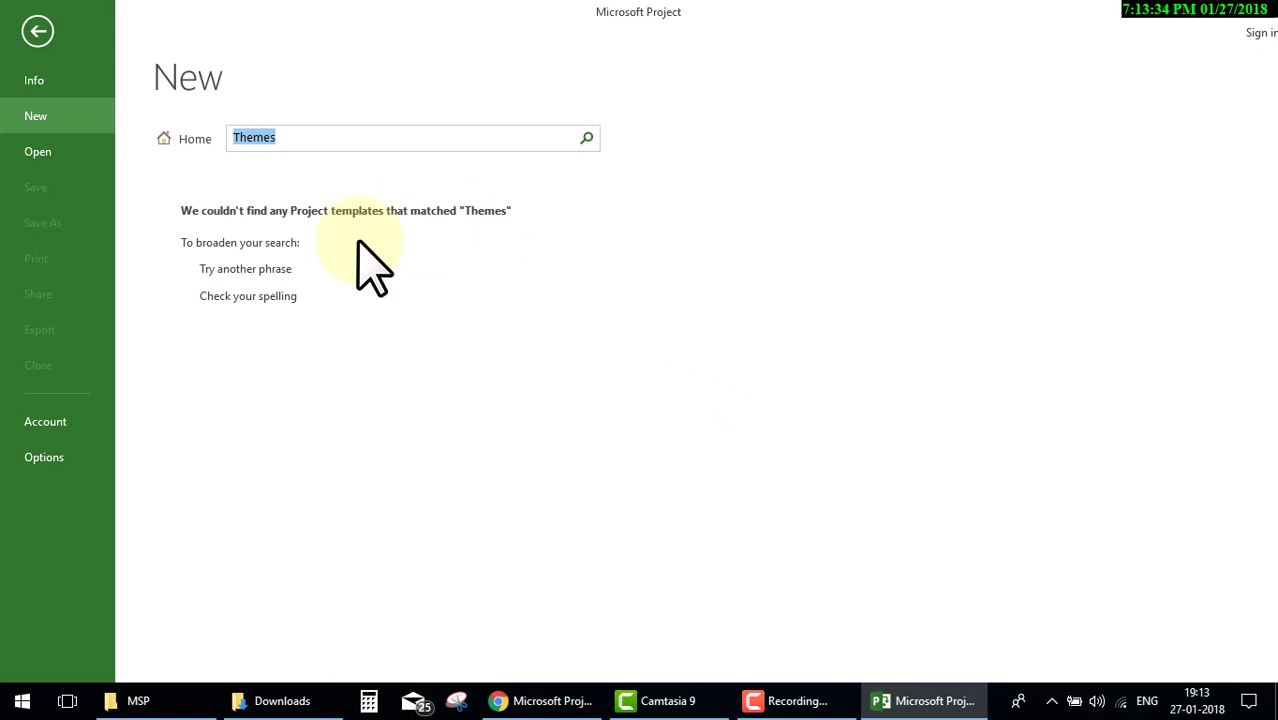 Microsoft Project
7:13:34 PM 01/27/2018
Sign in
Info
New
Open
Save
Save As
Print
Share
Export
Close
Account
Options
New
Home
Themes
We couldn't find any Project templates that matched "Themes"
To broaden your search:
Try another phrase
Check your spelling
MSP
Downloads
25
Microsoft Proj...
Camtasia 9
Recording...
Microsoft Proj...
ENG
19:13
27-01-2018